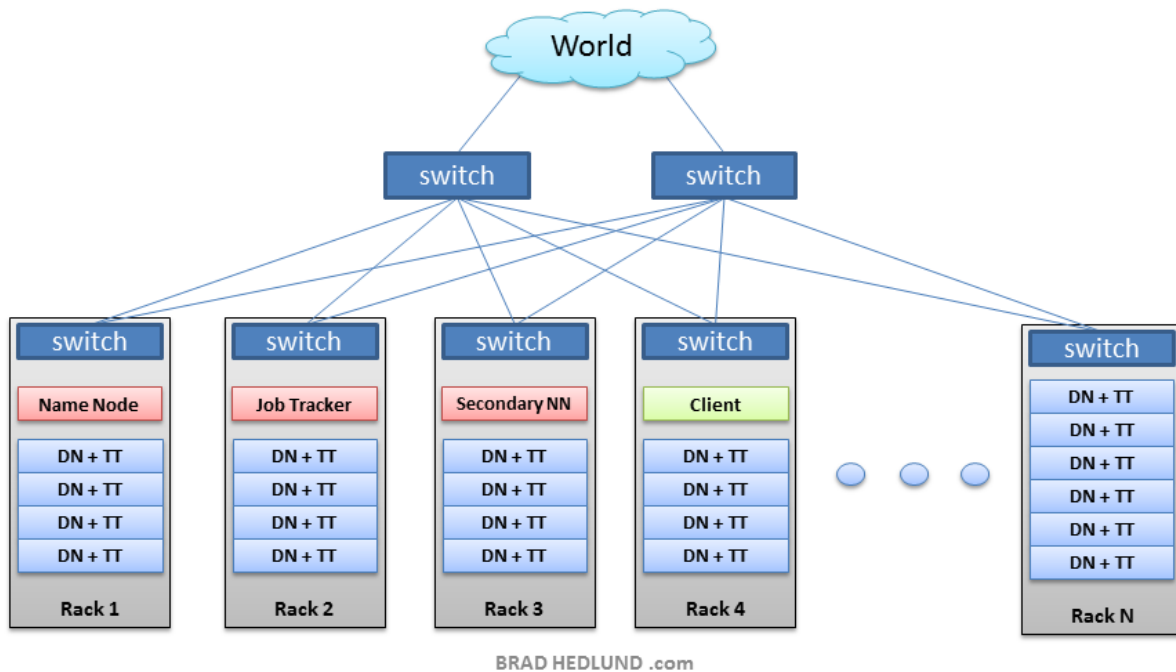 World
switch
switch
switch
Name Node
DN + TT
DN + TT
DN + TT
DN + TT
Rack 1
switch
Job Tracker
DN + TT
DN + TT
DN + TT
DN + TT
Rack 2
switch
Secondary NN
DN + TT
DN + TT
DN + TT
DN + TT
Rack 3
switch
Client
DN + TT
DN + TT
DN + TT
DN + TT
Rack 4
switch
DN + TT
DN + TT
DN + TT
DN + TT
DN + TT
DN + TT
Rack N
BRAD HEDLUND .com